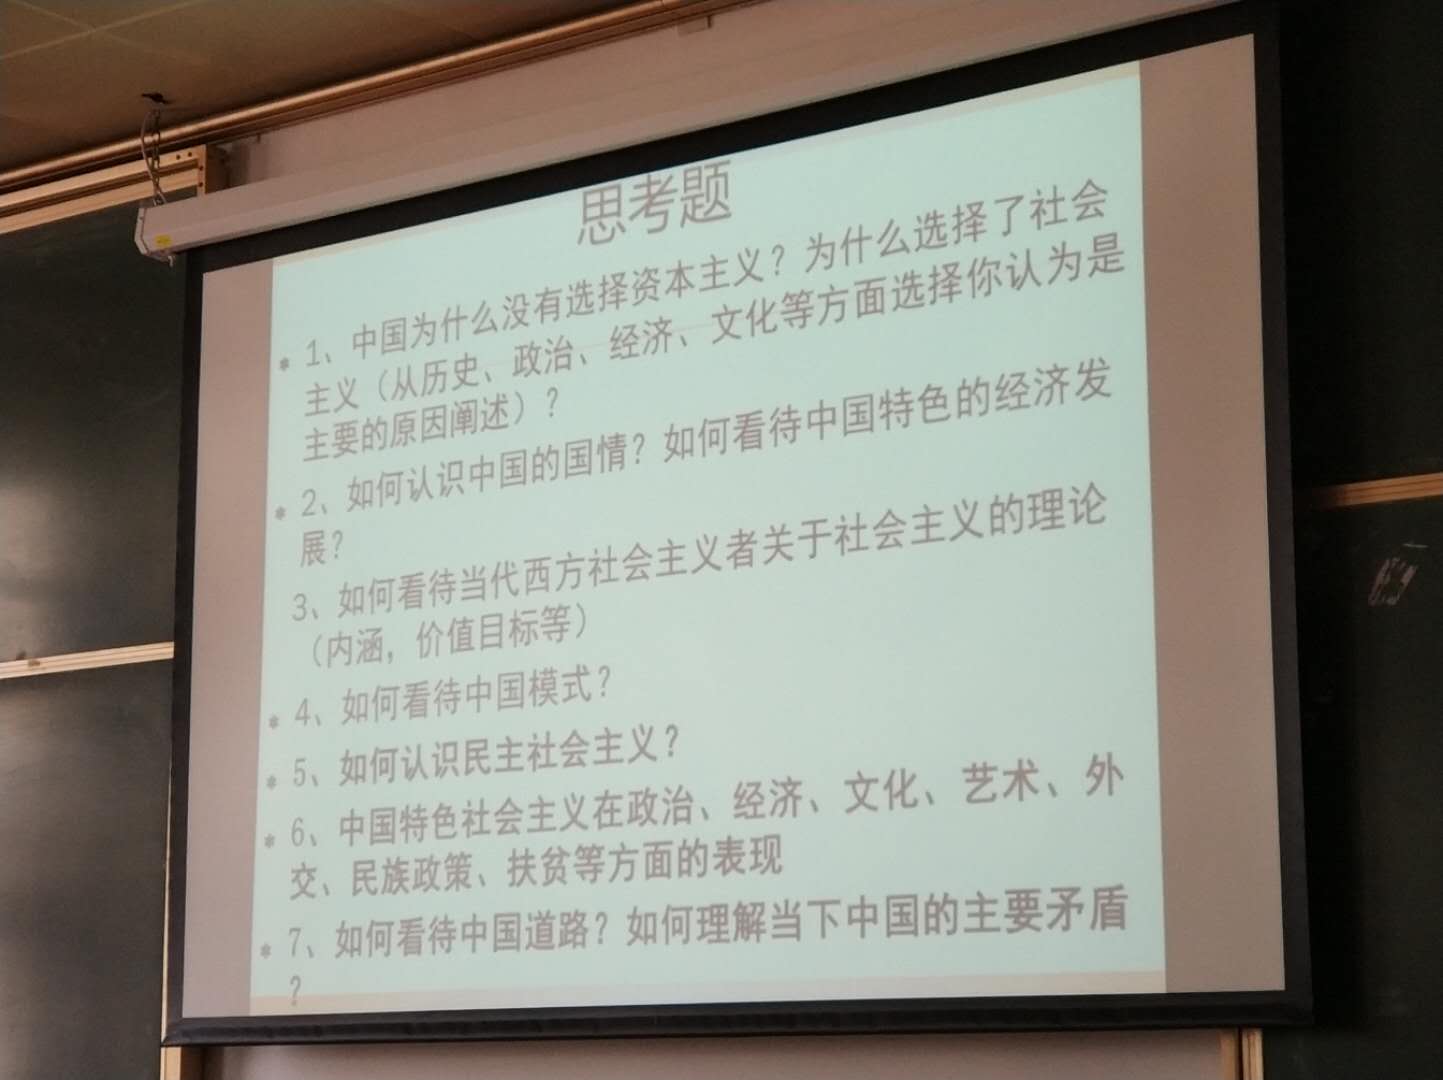 思考题
* 1、中国为什么没有选择资本主义？为什么选择了社会
主义（从历史、政治、经济、文化等方面选择你认为是
主要的原因阐述）？
* 2、如何认识中国的国情？如何看待中国特色的经济发
展？
3、如何看待当代西方社会主义者关于社会主义的理论
（内涵，价值目标等）
* 4、如何看待中国模式？
* 5、如何认识民主社会主义？
* 6、中国特色社会主义在政治、经济、文化、艺术、外
交、民族政策、扶贫等方面的表现
* 7、如何看待中国道路？如何理解当下中国的主要矛盾
？